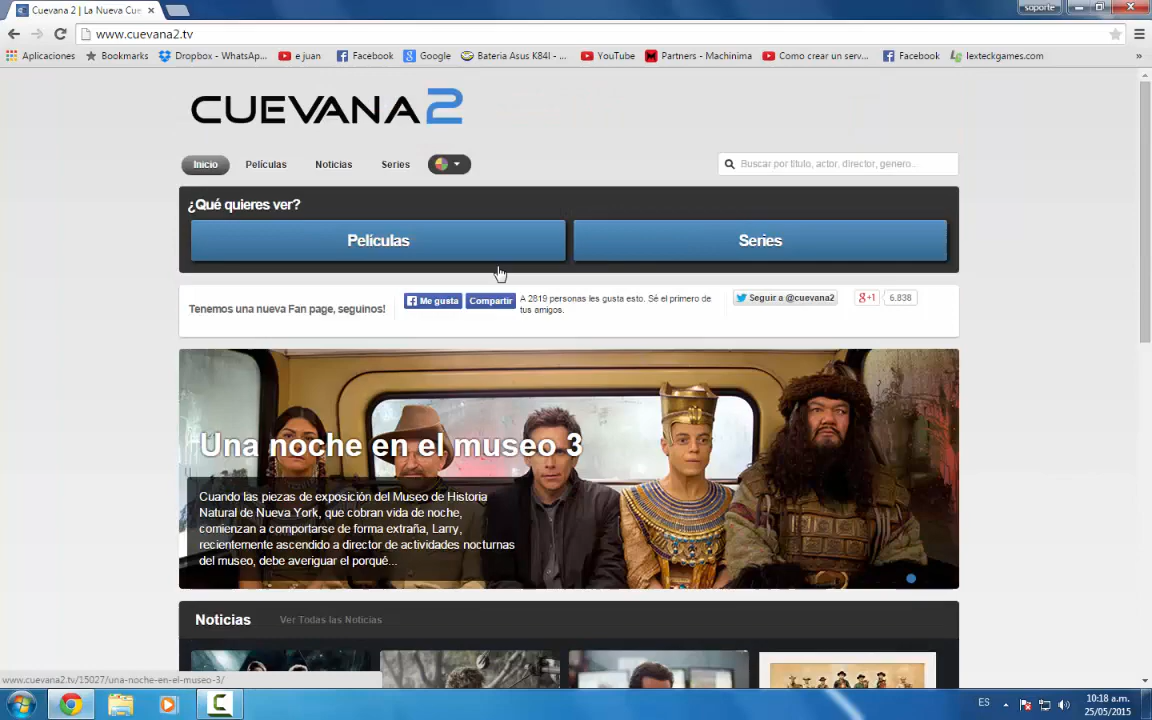 Cuevana 2 | La Nueva Cue
soporte
www.cuevana2.tv
Aplicaciones
Bookmarks
Dropbox - WhatsAp...
e juan
Facebook
Google
Bateria Asus K84l - ...
YouTube
Partners - Machinima
Como crear un serv...
Facebook
lexteckgames.com
»
CUEVANA 2
Inicio
Películas
Noticias
Series
Buscar por título, actor, director, genero...
¿Qué quieres ver?
Películas
Series
Tenemos una nueva Fan page, seguinos!
Me gusta
Compartir
A 2819 personas les gusta esto. Sé el primero de
tus amigos.
Seguir a @cuevana2
g+1
6.838
Una noche en el museo 3
Cuando las piezas de exposición del Museo de Historia
Natural de Nueva York, que cobran vida de noche,
comienzan a comportarse de forma extraña, Larry,
recientemente ascendido a director de actividades nocturnas
del museo, debe averiguar el porqué...
Noticias
Ver Todas las Noticias
www.cuevana2.tv/15027/una-noche-en-el-museo-3/
ES
10:18 a.m.
25/05/2015